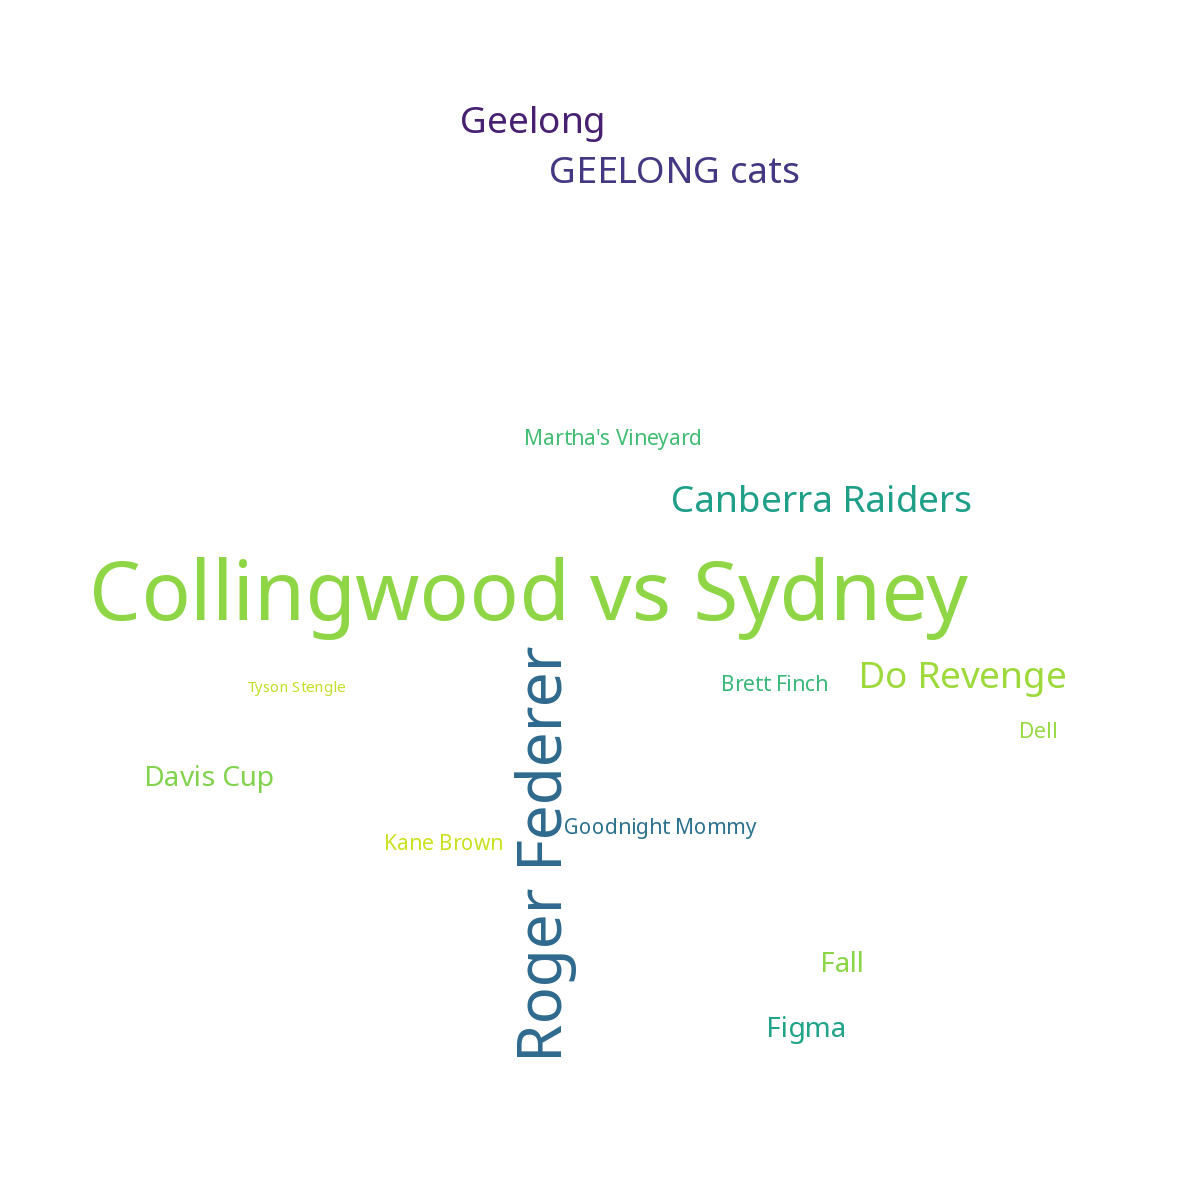 Geelong
GEELONG cats
Martha's Vineyard
Canberra Raiders
Collingwood vs Sydney
Roger Federer
Do Revenge
Brett Finch
Tyson Stengle
Dell
Davis Cup
Goodnight Mommy
Kane Brown
Fall
Figma